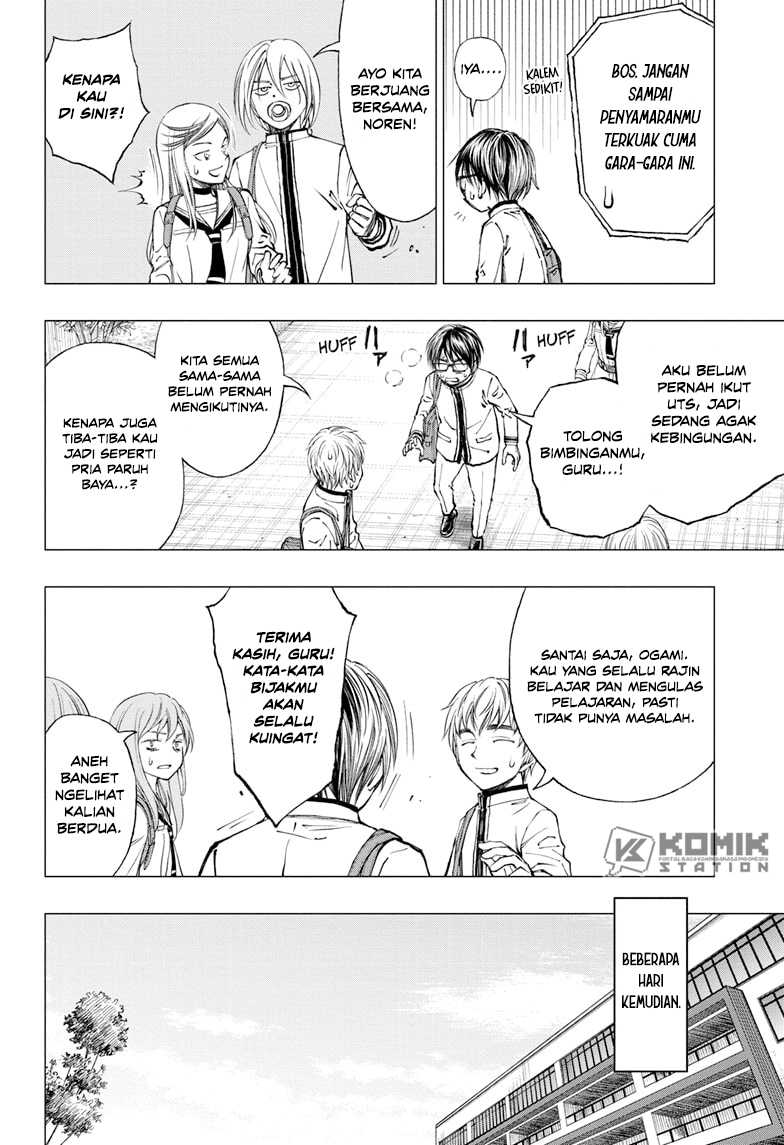 BOS. JANGAN
SAMPAI
PENYAMARANMU
TERKUAK CUMA
GARA-GARA INI.
KALEM
SEDIKIT!
IYA....
AYO KITA
BERJUANG
BERSAMA,
NOREN!
KENAPA
KAU
DI SINI?!
AKU BELUM
PERNAH IKUT
UTS, JADI
SEDANG AGAK
KEBINGUNGAN.
TOLONG
BIMBINGANMU,
GURU...!
HUFF
ハァ
HUFF
ハァ
KITA SEMUA
SAMA-SAMA
BELUM PERNAH
MENGIKUTINYA.
KENAPA JUGA
TIBA-TIBA KAU
JADI SEPERTI
PRIA PARUH
BAYA...?
SANTAI SAJA, OGAMI.
KAU YANG SELALU RAJIN
BELAJAR DAN MENGULAS
PELAJARAN, PASTI
TIDAK PUNYA MASALAH.
TERIMA
KASIH, GURU!
KATA-KATA
BIJAKMU
AKAN
SELALU
KUINGAT!
ANEH
BANGET
NGELIHAT
KALIAN
BERDUA.
KOMIK
STATION
BEBERAPA
HARI
KEMUDIAN.